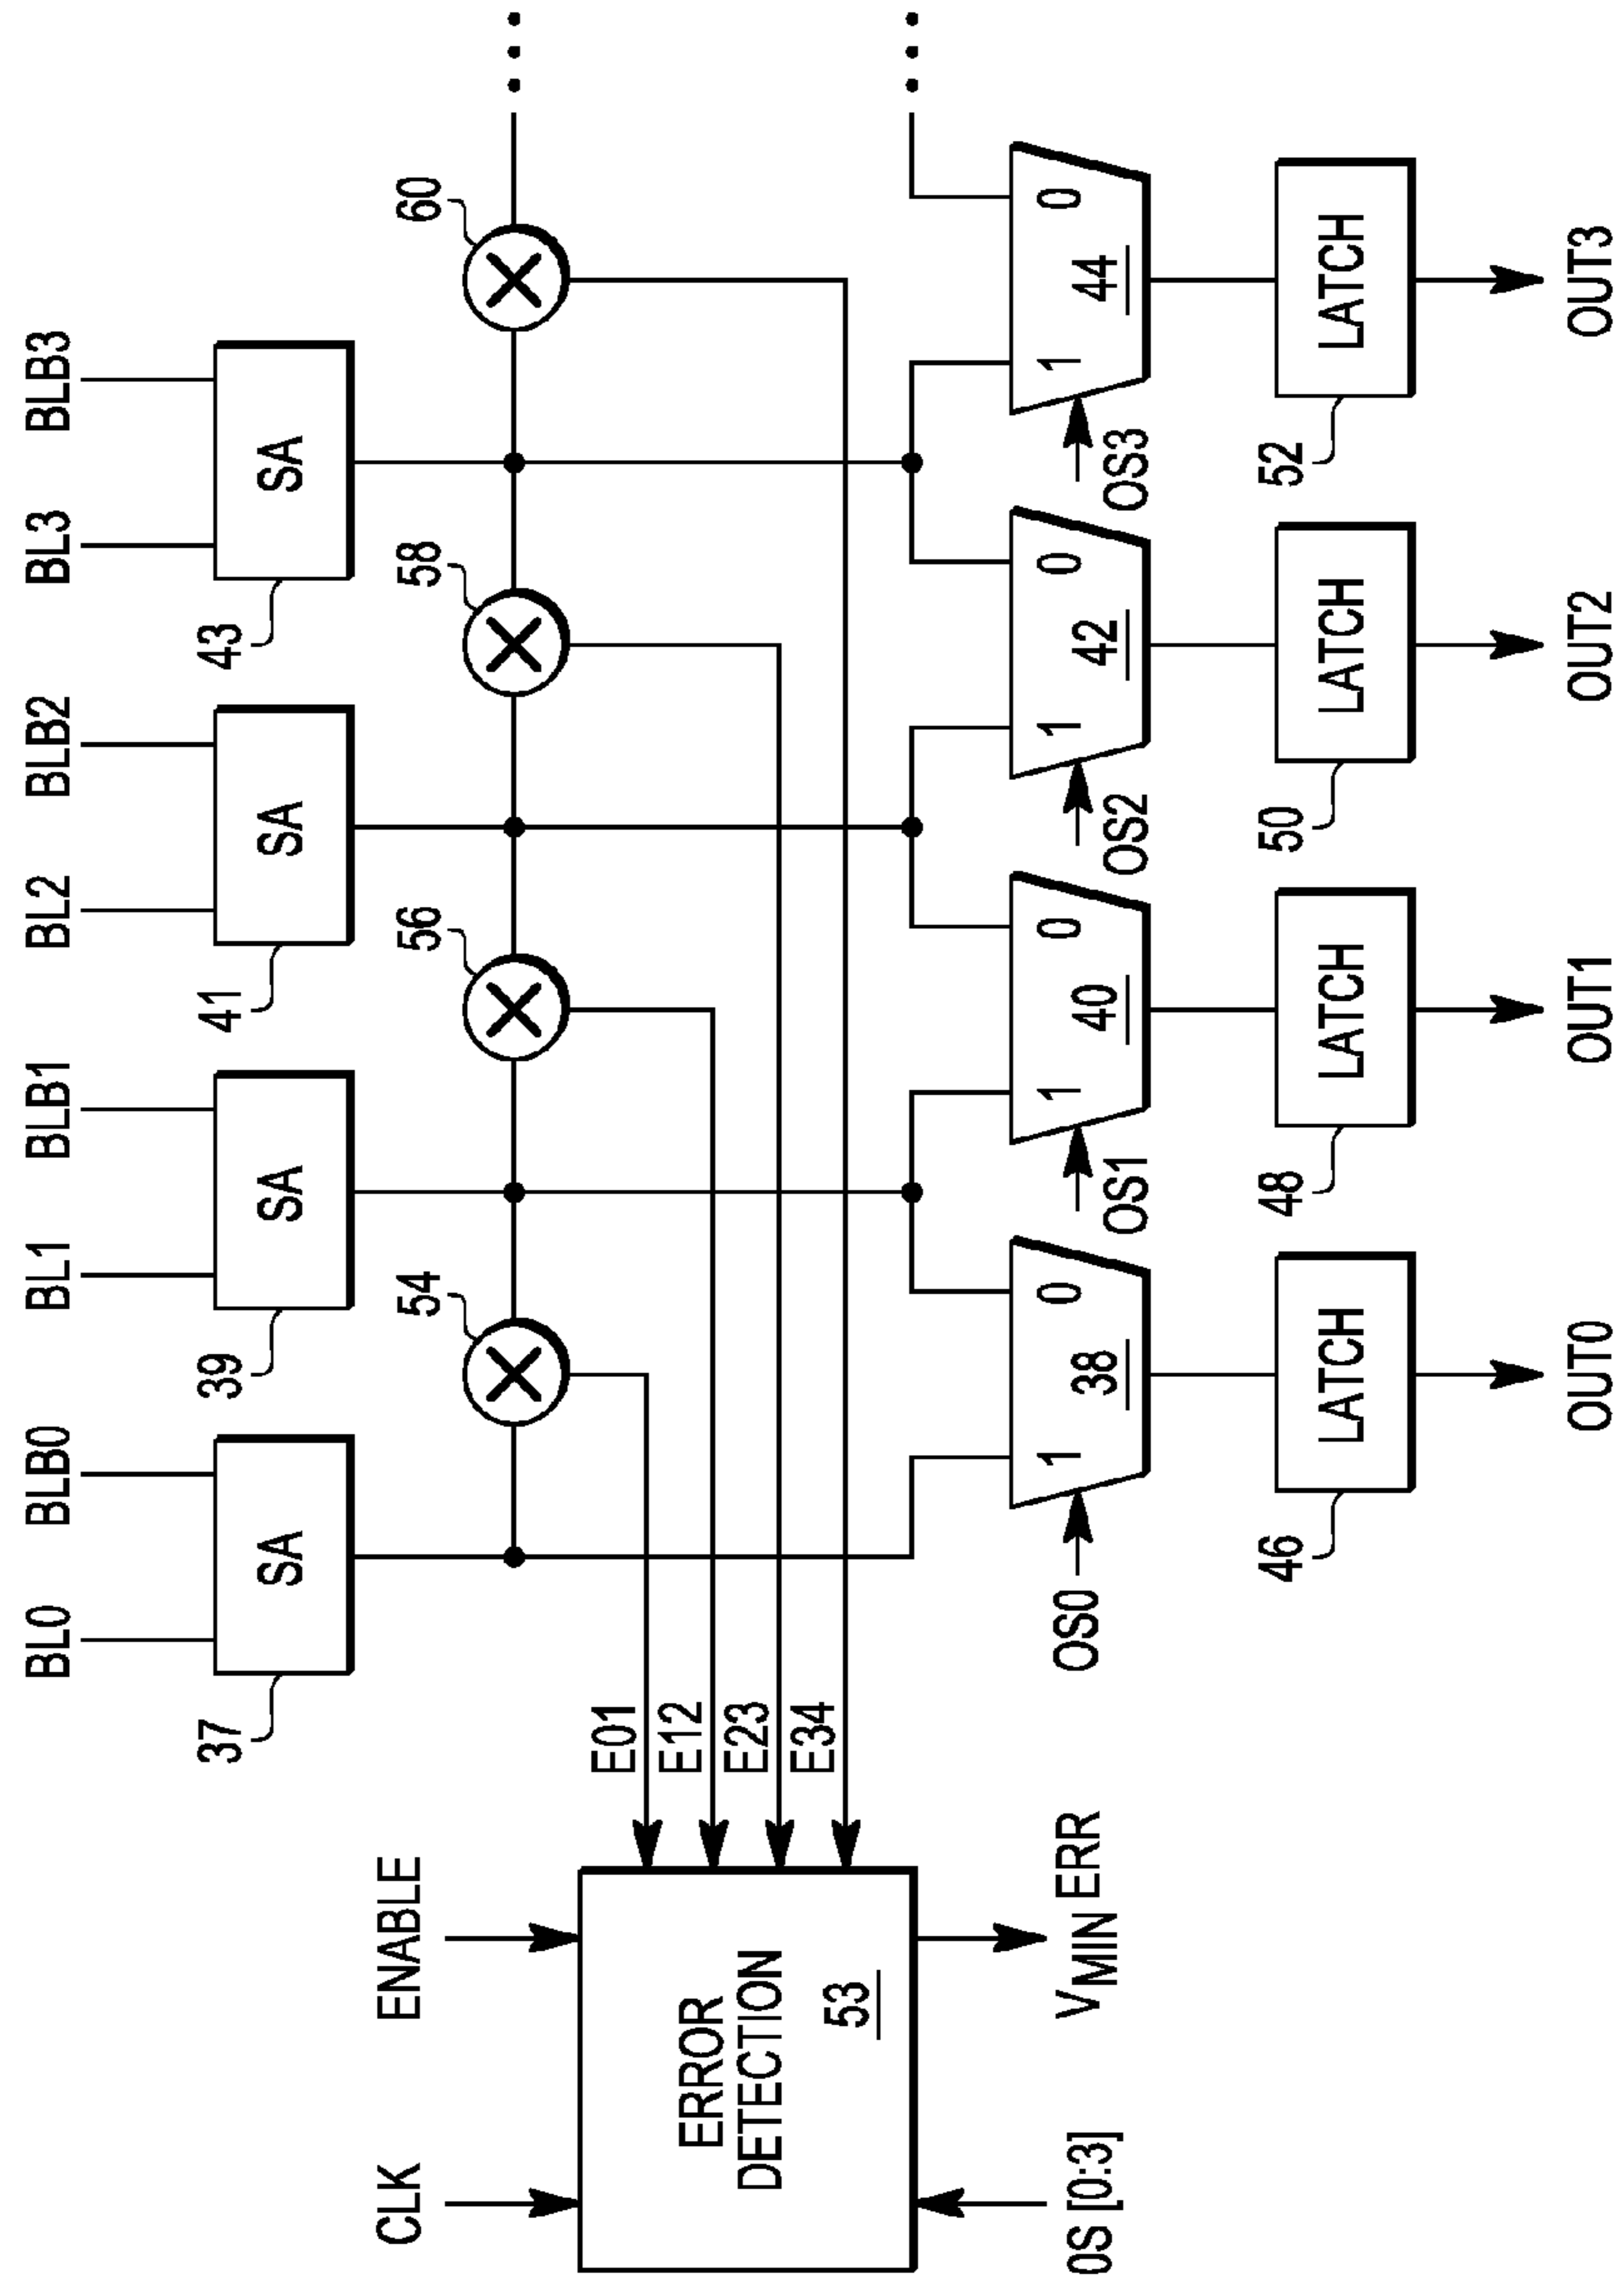 BL0 BLB0 BL1 BLB1 BL2 BLB2 BL3 BLB3
37 SA 39 SA 41 SA 43 SA
CLK ENABLE
54 56 58 60
ERROR
DETECTION
53
E01
E12
E23
E34
OS [0:3] VMIN ERR
OS0 1 38 0 OS1 1 40 0 OS2 1 42 0 OS3 1 44 0
46 LATCH 48 LATCH 50 LATCH 52 LATCH
OUT0 OUT1 OUT2 OUT3